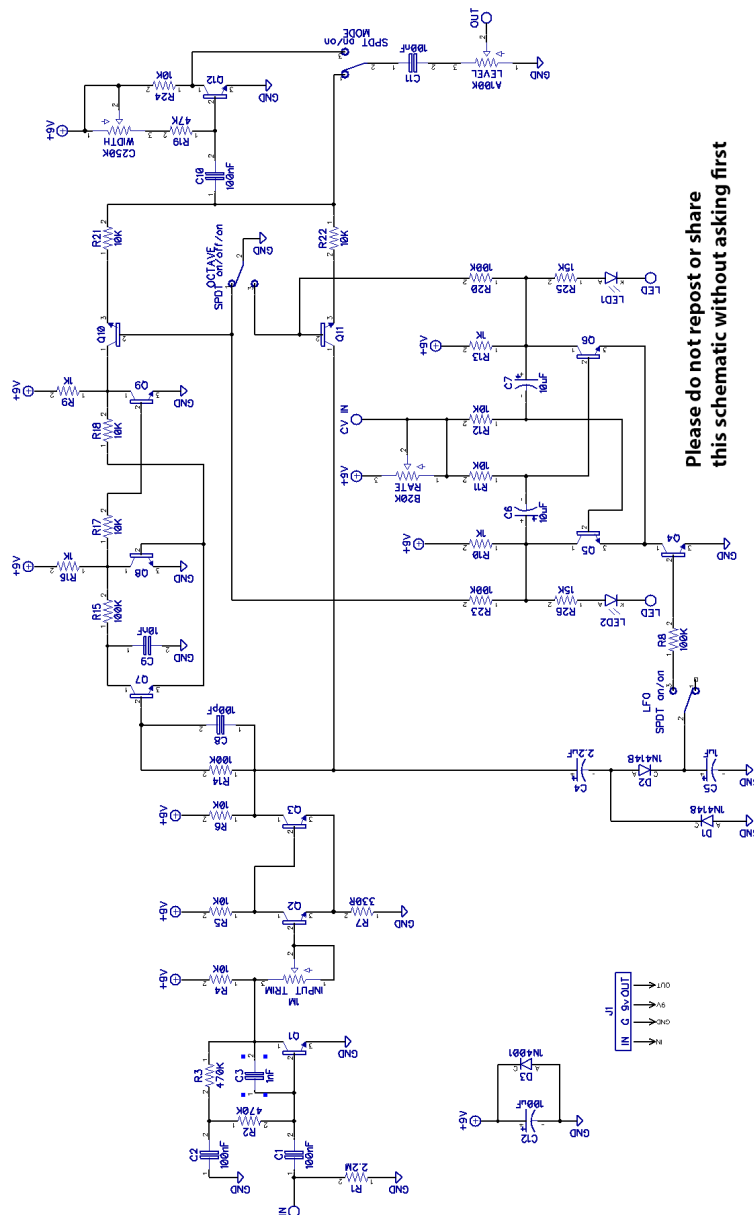 IN
R1
2.2M
C1
100nF
C2
100nF
GND
GND
R2
470K
R3
470K
C3
1nF
Q1
GND
+9V
R4
10K
INPUT TRIM
1M
+9V
R5
10K
Q2
R7
330R
GND
+9V
R6
10K
Q3
R14
100K
C8
100pF
Q7
C9
10nF
GND
R15
100K
+9V
R16
1K
Q8
GND
R17
10K
R18
10K
+9V
R9
1K
Q9
GND
Q10
R21
10K
OCTAVE
SPDT on/off/on
GND
Q11
R22
10K
C10
100nF
+9V
C250K
WIDTH
R19
47K
R24
10K
Q12
GND
SPDT on/on
MODE
C11
100nF
A100K
LEVEL
GND
OUT
C4
2.2uF
D1
1N4148
GND
D2
1N4148
C5
1uF
GND
LFO
SPDT on/on
R8
100K
Q4
GND
R23
100K
R26
15K
LED2
LED
+9V
R10
1K
Q5
C6
10uF
+9V
B20K
RATE
R11
10K
CV IN
R12
10K
C7
10uF
+9V
R13
1K
Q6
R20
100K
R25
15K
LED1
LED
+9V
C12
100uF
D3
1N4001
GND
J1
IN G 9v OUT
IN
GND
9V
OUT
Please do not repost or share
this schematic without asking first